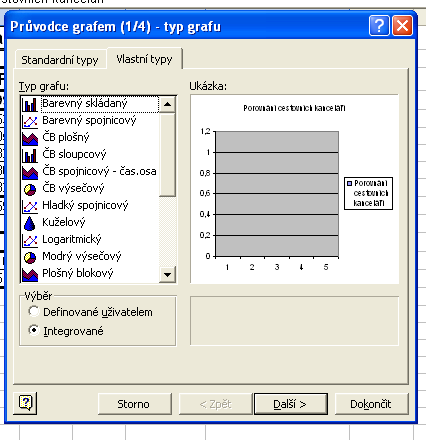 Průvodce grafem (1/4) - typ grafu
Standardní typy
Vlastní typy
Typ grafu:
Barevný skládaný
Barevný spojnicový
ČB plošný
ČB sloupcový
ČB spojnicový - čas.osa
ČB výsečový
Hladký spojnicový
Kuželový
Logaritmický
Modrý výsečový
Plošný blokový
Ukázka:
Porovnání cestovních kanceláří
1,2
1
0,8
0,6
0,4
0,2
0
1 2 3 4 5
Porovnání
cestovních
kanceláří
Výběr
Definované uživatelem
Integrované
Storno
< Zpět
Další >
Dokončit